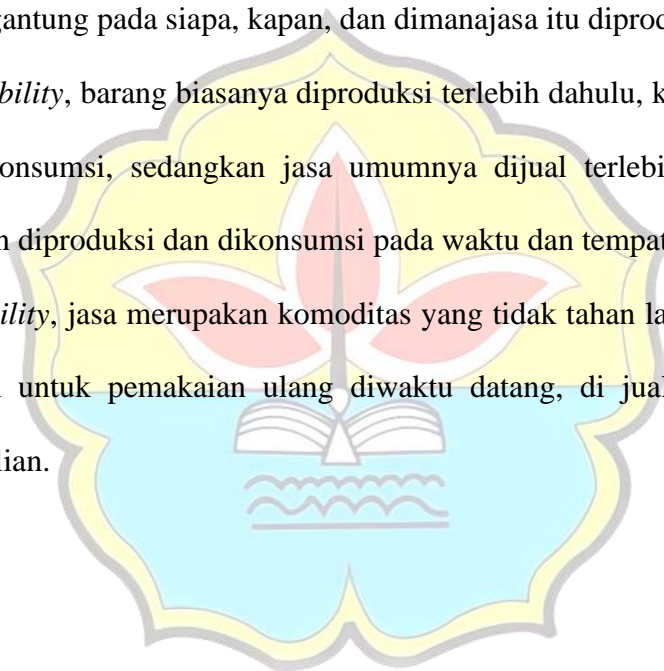 gantung pada siapa, kapan, dan dimanajasa itu diprod
bility, barang biasanya diproduksi terlebih dahulu, k
onsumsi, sedangkan jasa umumnya dijual terlebi
n diproduksi dan dikonsumsi pada waktu dan tempat
ility, jasa merupakan komoditas yang tidak tahan la
untuk pemakaian ulang diwaktu datang, di jual
lian.